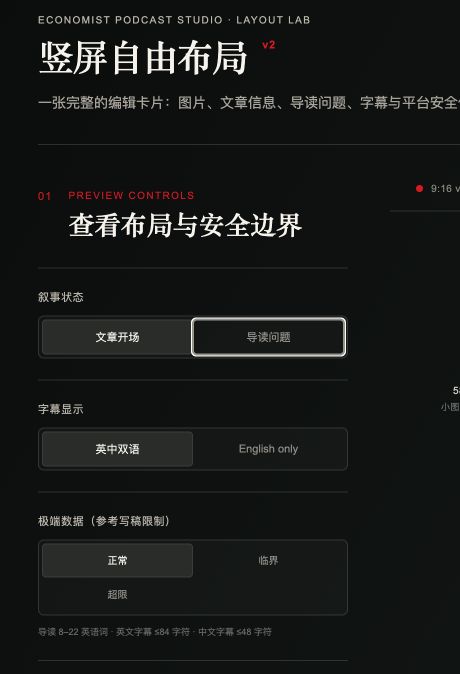 ECONOMIST PODCAST STUDIO · LAYOUT LAB
竖屏自由布局 v2
一张完整的编辑卡片：图片、文章信息、导读问题、字幕与平台安全
01 PREVIEW CONTROLS
9:16 v
查看布局与安全边界
叙事状态
文章开场 导读问题
字幕显示
小图
英中双语 English only
极端数据（参考写稿限制）
正常 临界
超限
导读 8–22 英语词 · 英文字幕 ≤84 字符 · 中文字幕 ≤48 字符